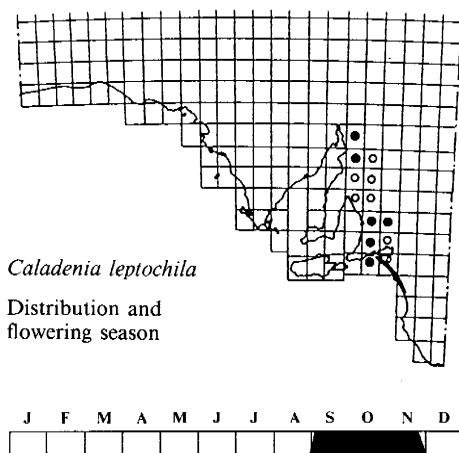 Caladenia leptochila
Distribution and
flowering season
J F M A M J J A S O N D